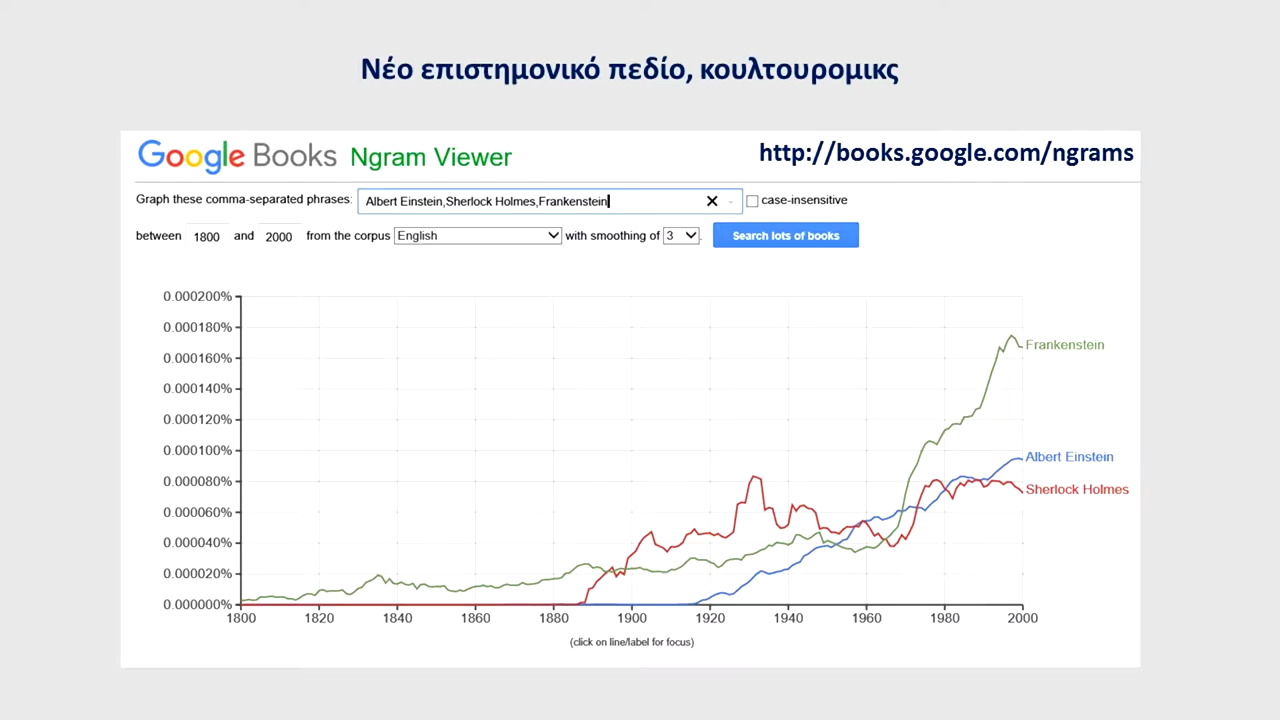 Νέο επιστημονικό πεδίο, κουλτουρομικς
Google Books Ngram Viewer
http://books.google.com/ngrams
Graph these comma-separated phrases: Albert Einstein,Sherlock Holmes,Frankenstein case-insensitive
between 1800 and 2000 from the corpus English with smoothing of 3 . Search lots of books
0.000200%
0.000180%
Frankenstein
0.000160%
0.000140%
0.000120%
0.000100%
Albert Einstein
0.000080%
Sherlock Holmes
0.000060%
0.000040%
0.000020%
0.000000%
1800 1820 1840 1860 1880 1900 1920 1940 1960 1980 2000
(click on line/label for focus)